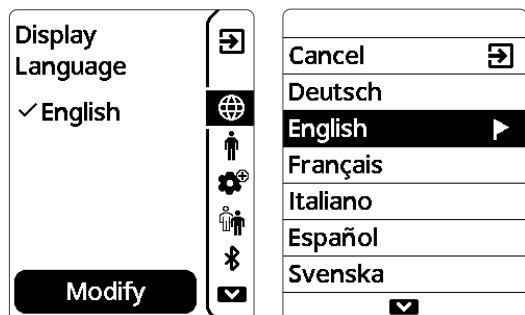 Display
Language
✓ English
Modify
Cancel
Deutsch
English
Français
Italiano
Español
Svenska